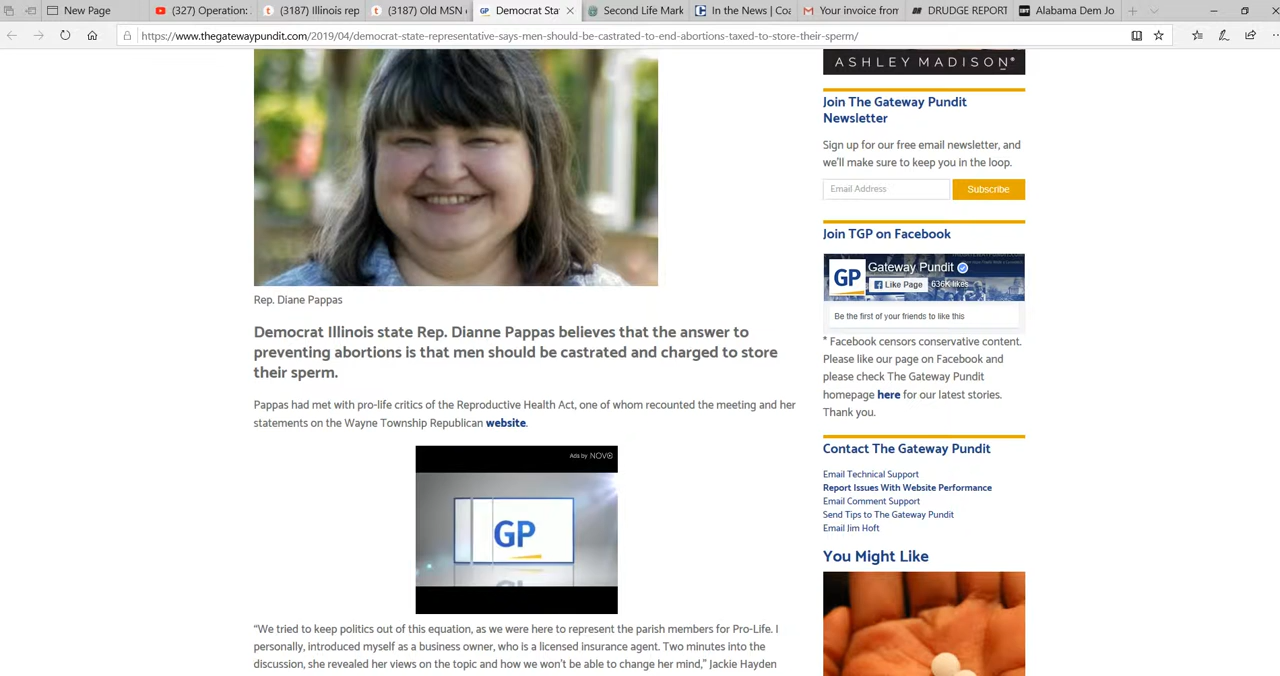 New Page
(327) Operation:
(3187) Illinois rep
(3187) Old MSN
Democrat Sta
Second Life Mark
In the News | Coa
Your invoice from
DRUDGE REPORT
Alabama Dem Jo
https://www.thegatewaypundit.com/2019/04/democrat-state-representative-says-men-should-be-castrated-to-end-abortions-taxed-to-store-their-sperm/
Rep. Diane Pappas
Democrat Illinois state Rep. Dianne Pappas believes that the answer to
preventing abortions is that men should be castrated and charged to store
their sperm.
Pappas had met with pro-life critics of the Reproductive Health Act, one of whom recounted the meeting and her
statements on the Wayne Township Republican website.
Ads by NOVO
GP
“We tried to keep politics out of this equation, as we were here to represent the parish members for Pro-Life. I
personally, introduced myself as a business owner, who is a licensed insurance agent. Two minutes into the
discussion, she revealed her views on the topic and how we won't be able to change her mind,” Jackie Hayden
ASHLEY MADISON®
Join The Gateway Pundit
Newsletter
Sign up for our free email newsletter, and
we'll make sure to keep you in the loop.
Email Address
Subscribe
Join TGP on Facebook
GP
Gateway Pundit
Like Page
636K likes
Be the first of your friends to like this
* Facebook censors conservative content.
Please like our page on Facebook and
please check The Gateway Pundit
homepage here for our latest stories.
Thank you.
Contact The Gateway Pundit
Email Technical Support
Report Issues With Website Performance
Email Comment Support
Send Tips to The Gateway Pundit
Email Jim Hoft
You Might Like